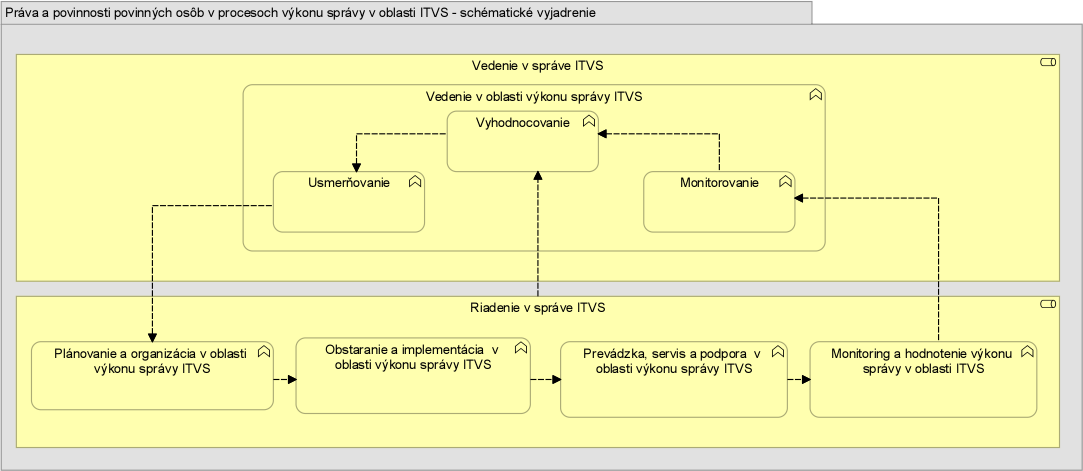 Práva a povinnosti povinných osôb v procesoch výkonu správy v oblasti ITVS - schématické vyjadrenie
Vedenie v správe ITVS
Vedenie v oblasti výkonu správy ITVS
Vyhodnocovanie
Usmerňovanie
Monitorovanie
Riadenie v správe ITVS
Plánovanie a organizácia v oblasti
výkonu správy ITVS
Obstaranie a implementácia v
oblasti výkonu správy ITVS
Prevádzka, servis a podpora v
oblasti výkonu správy ITVS
Monitoring a hodnotenie výkonu
správy v oblasti ITVS